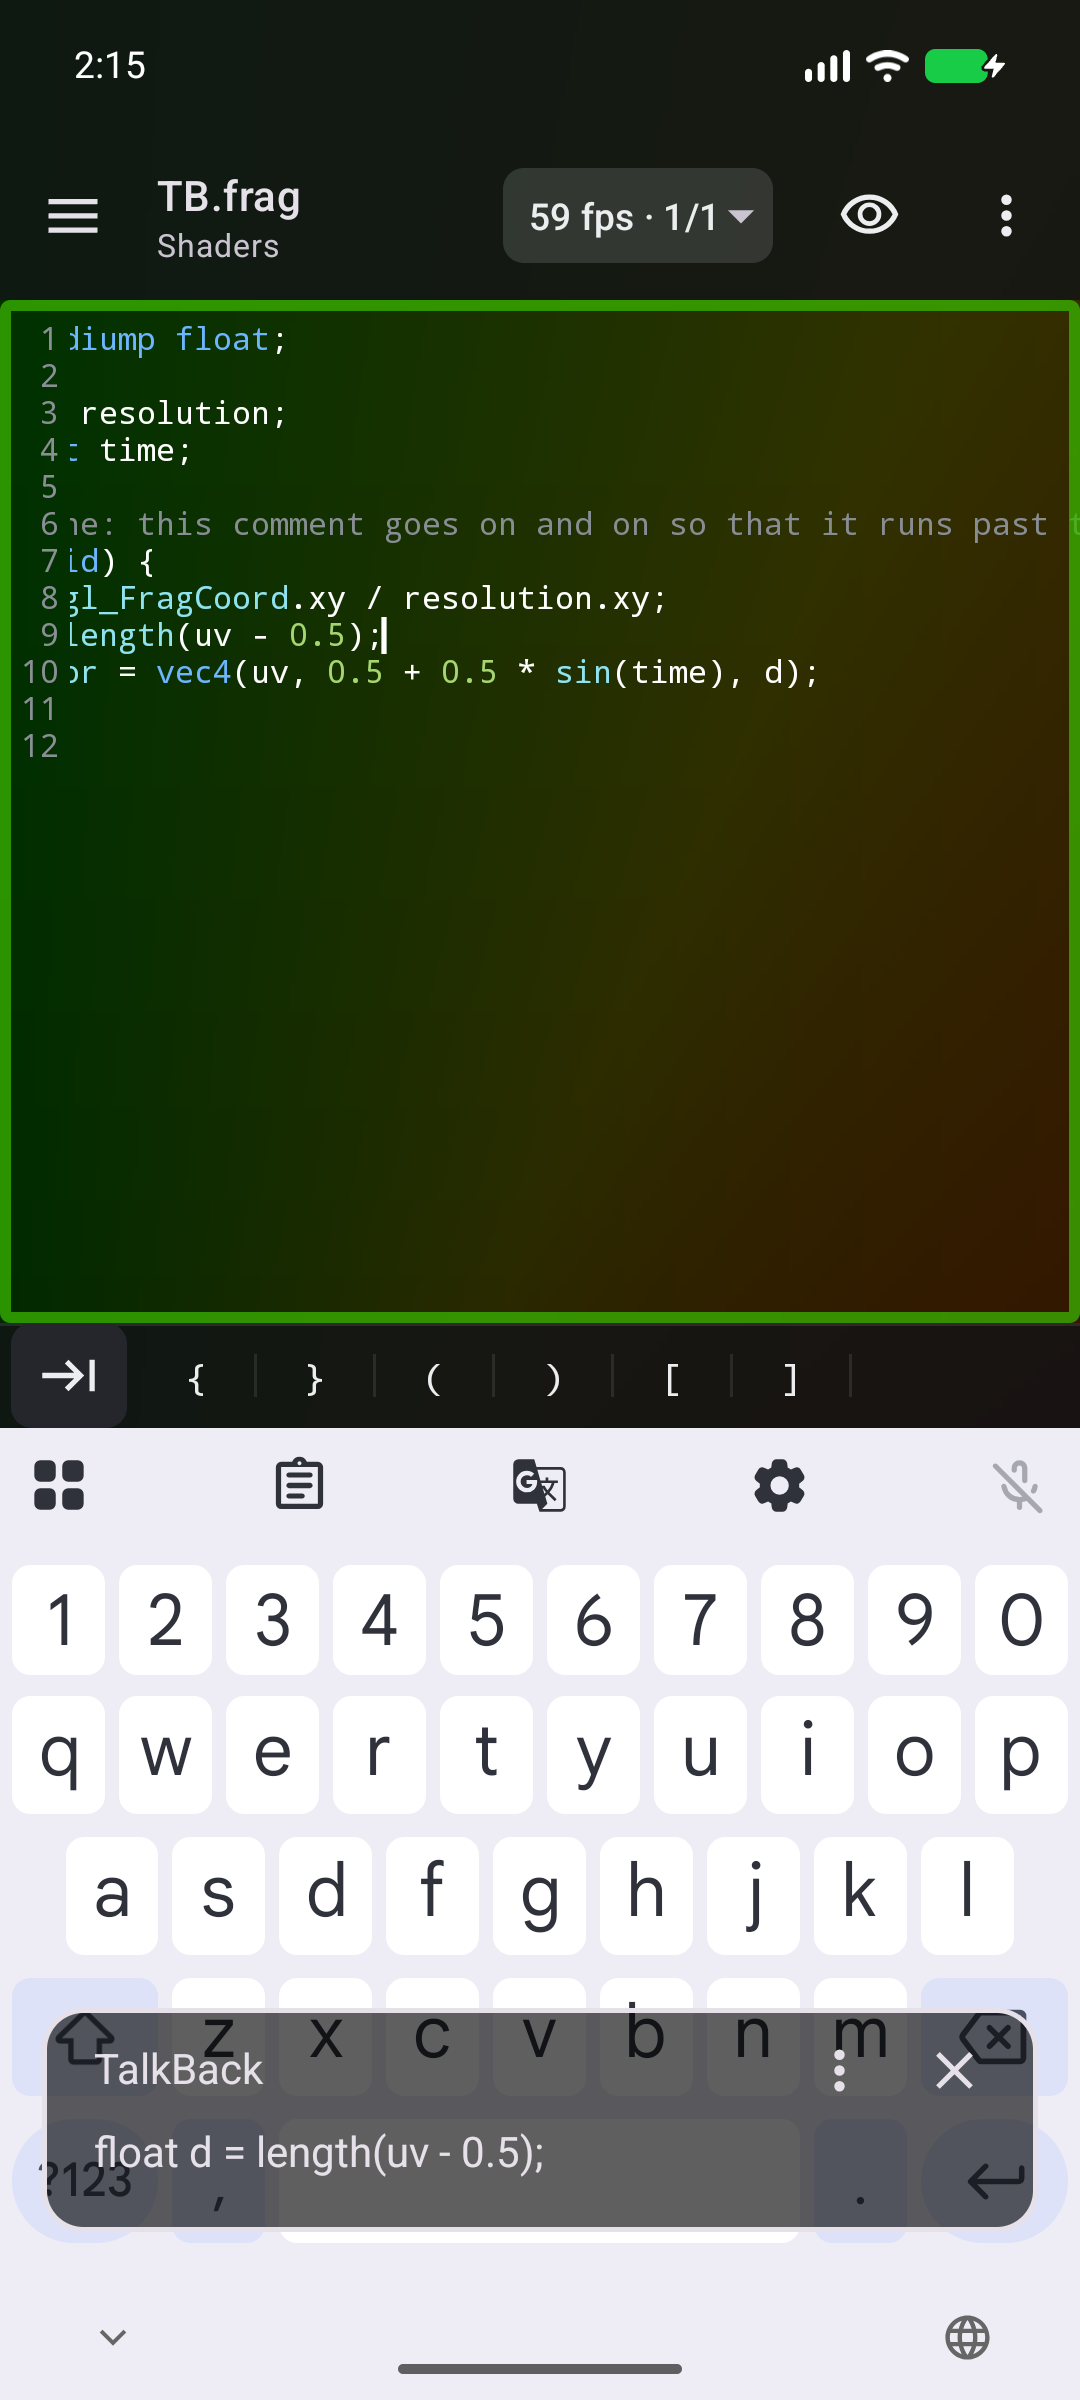 2:15
TB.frag
Shaders
59 fps · 1/1
1 diump float;
2
3 resolution;
4 t time;
5
6 ne: this comment goes on and on so that it runs past t
7 id) {
8 gl_FragCoord.xy / resolution.xy;
9 length(uv - 0.5);
10 or = vec4(uv, 0.5 + 0.5 * sin(time), d);
11
12
{ } ( ) [ ]
1 2 3 4 5 6 7 8 9 0
q w e r t y u i o p
a s d f g h j k l
z x c v b n m
TalkBack
float d = length(uv - 0.5);
?123 , .